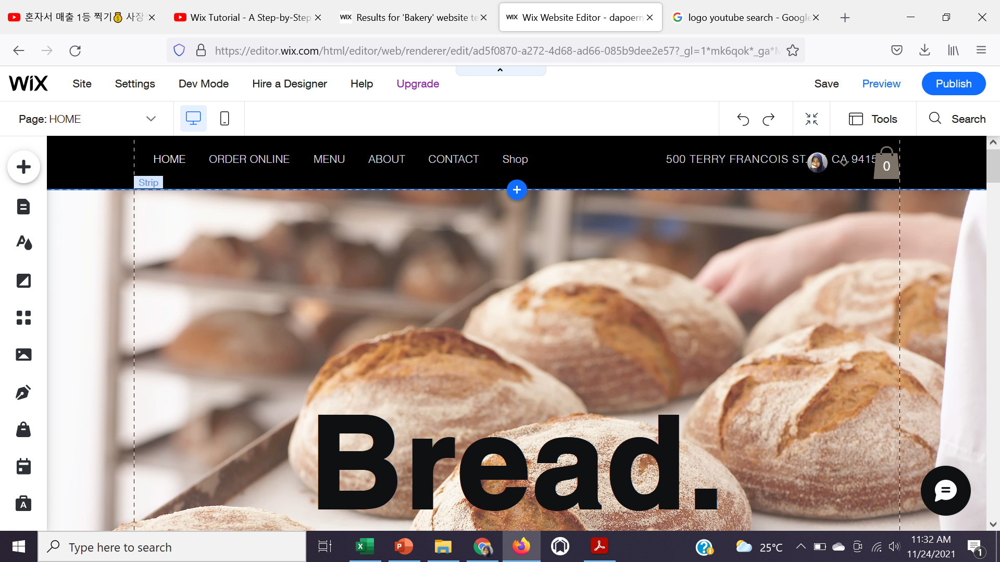 혼자서 매출 1등 찍기💰 사장
Wix Tutorial - A Step-by-Step
WIX Results for 'Bakery' website te
WIX Wix Website Editor - dapoern
logo youtube search - Google
https://editor.wix.com/html/editor/web/renderer/edit/ad5f0870-a272-4d68-ad66-085b9dee2e57?_gl=1*mk6qok*_ga*M
WiX Site Settings Dev Mode Hire a Designer Help Upgrade Save Preview Publish
Page: HOME Tools Search
HOME ORDER ONLINE MENU ABOUT CONTACT Shop 500 TERRY FRANCOIS ST. CA 9415 0
Strip
Bread.
A
Type here to search
25°C
11:32 AM
11/24/2021
1